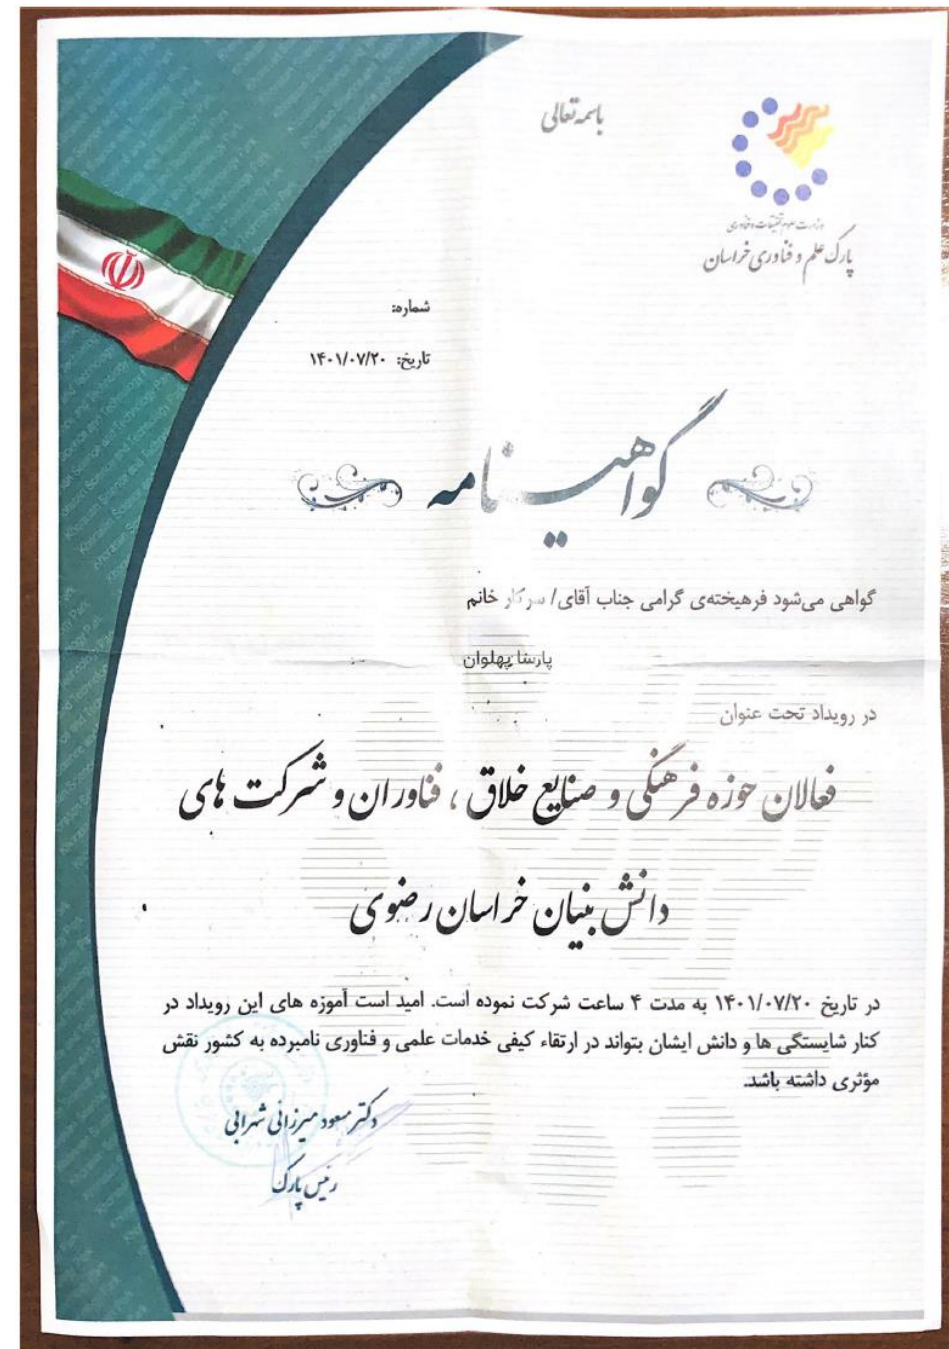 باسمه تعالی
وزارت علوم تحقیقات و فناوری
پارک علم و فناوری خراسان
شماره:
تاریخ: ۱۴۰۱/۰۷/۲۰
گواهینامه
گواهی می‌شود فرهیخته‌ی گرامی جناب آقای/ سرکار خانم
پارسا پهلوان
در رویداد تحت عنوان
فعالان حوزه فرهنگی و صنایع خلاق ، فناوران و شرکت های
دانش بنیان خراسان رضوی
در تاریخ ۱۴۰۱/۰۷/۲۰ به مدت ۴ ساعت شرکت نموده است. امید است آموزه های این رویداد در
کنار شایستگی ها و دانش ایشان بتواند در ارتقاء کیفی خدمات علمی و فناوری نامبرده به کشور نقش
مؤثری داشته باشد.
دکتر مسعود میرزائی شهرابی
رئیس پارک